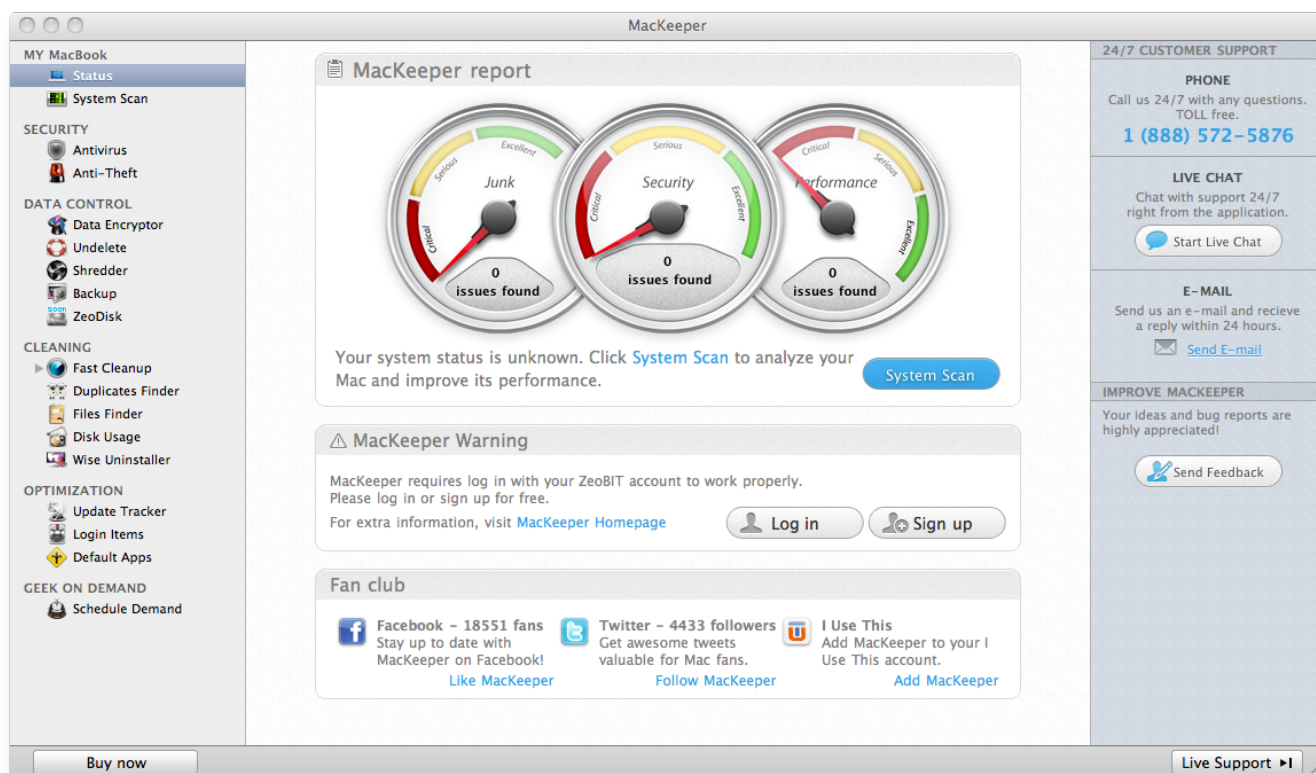 MacKeeper
MY MacBook
Status
System Scan
SECURITY
Antivirus
Anti-Theft
DATA CONTROL
Data Encryptor
Undelete
Shredder
Backup
soon
ZeoDisk
CLEANING
Fast Cleanup
Duplicates Finder
Files Finder
Disk Usage
Wise Uninstaller
OPTIMIZATION
Update Tracker
Login Items
Default Apps
GEEK ON DEMAND
Schedule Demand
Buy now
MacKeeper report
Critical
Serious
Excellent
Junk
0
issues found
Critical
Serious
Excellent
Security
0
issues found
Critical
Serious
Excellent
Performance
0
issues found
Your system status is unknown. Click System Scan to analyze your
Mac and improve its performance.
System Scan
MacKeeper Warning
MacKeeper requires log in with your ZeoBIT account to work properly.
Please log in or sign up for free.
For extra information, visit MacKeeper Homepage
Log in
Sign up
Fan club
Facebook - 18551 fans
Stay up to date with
MacKeeper on Facebook!
Like MacKeeper
Twitter - 4433 followers
Get awesome tweets
valuable for Mac fans.
Follow MacKeeper
I Use This
Add MacKeeper to your I
Use This account.
Add MacKeeper
24/7 CUSTOMER SUPPORT
PHONE
Call us 24/7 with any questions.
TOLL free.
1 (888) 572-5876
LIVE CHAT
Chat with support 24/7
right from the application.
Start Live Chat
E-MAIL
Send us an e-mail and recieve
a reply within 24 hours.
Send E-mail
IMPROVE MACKEEPER
Your ideas and bug reports are
highly appreciated!
Send Feedback
Live Support